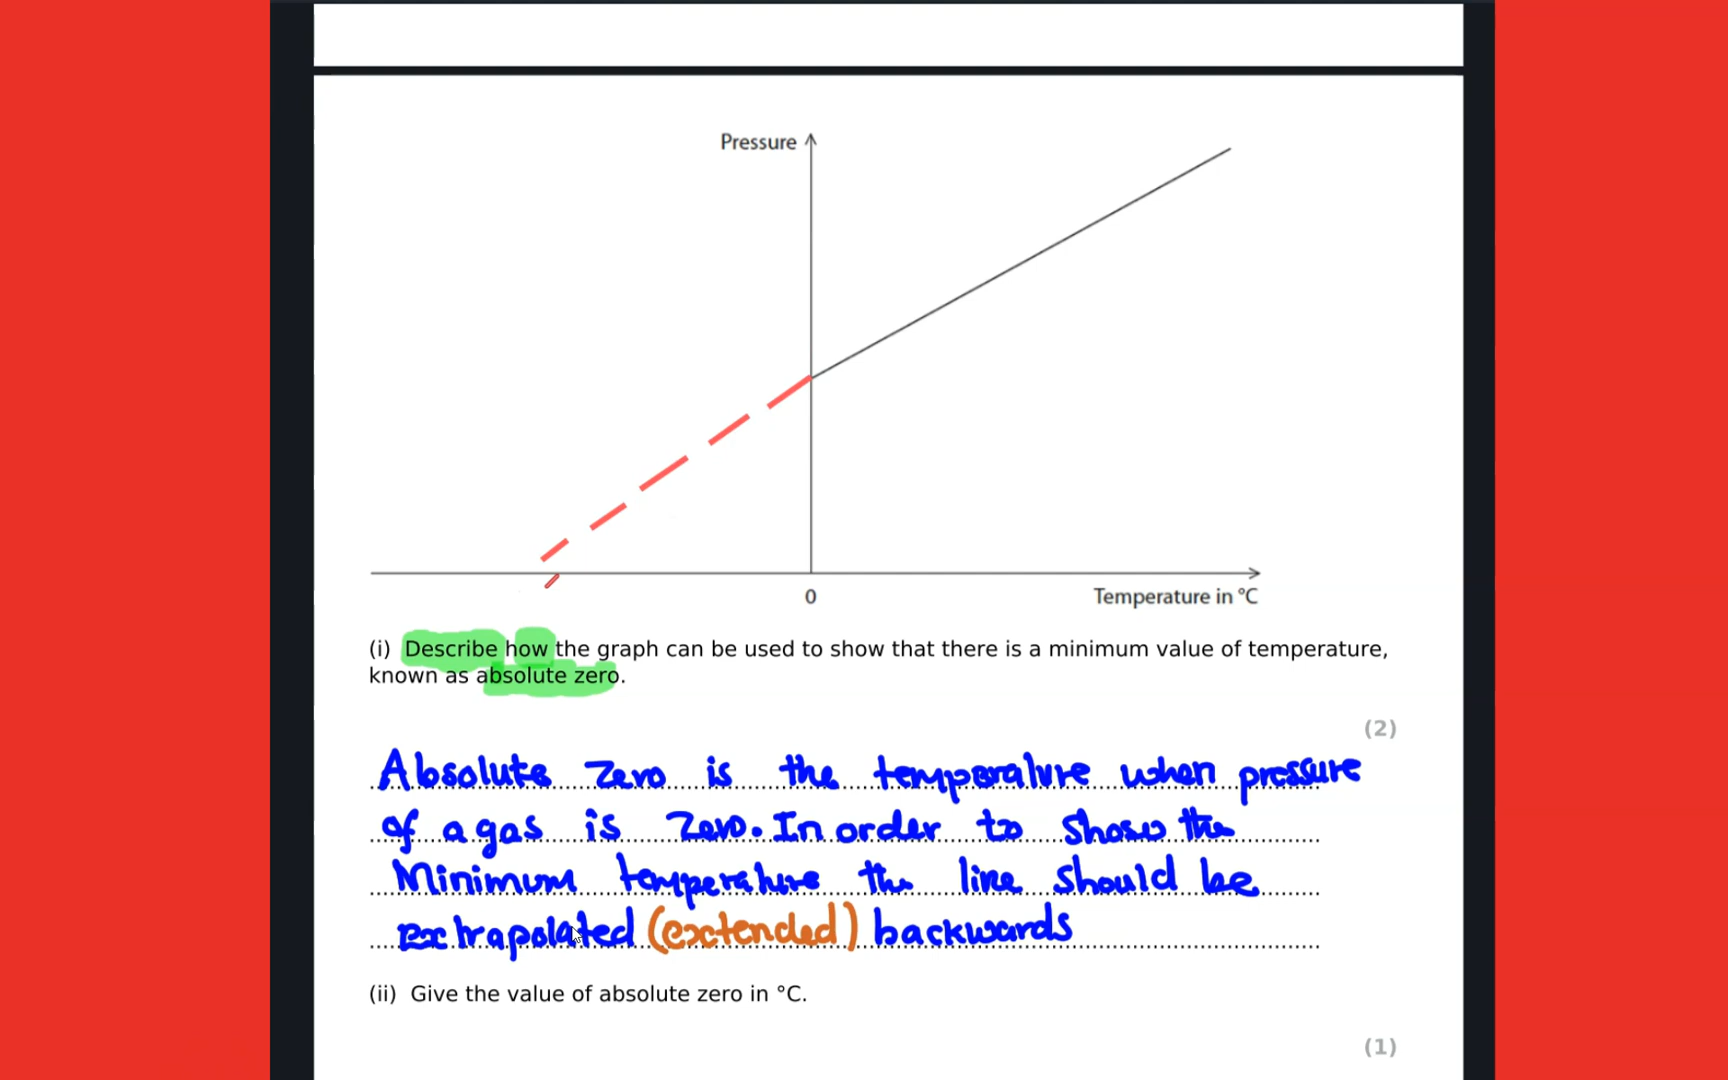 Pressure
0
Temperature in °C
(i) Describe how the graph can be used to show that there is a minimum value of temperature,
known as absolute zero.
(2)
Absolute Zero is the temperature when pressure
of a gas is Zero. In order to show the
Minimum temperature the line should be
extrapolated (extended) backwards
(ii) Give the value of absolute zero in °C.
(1)